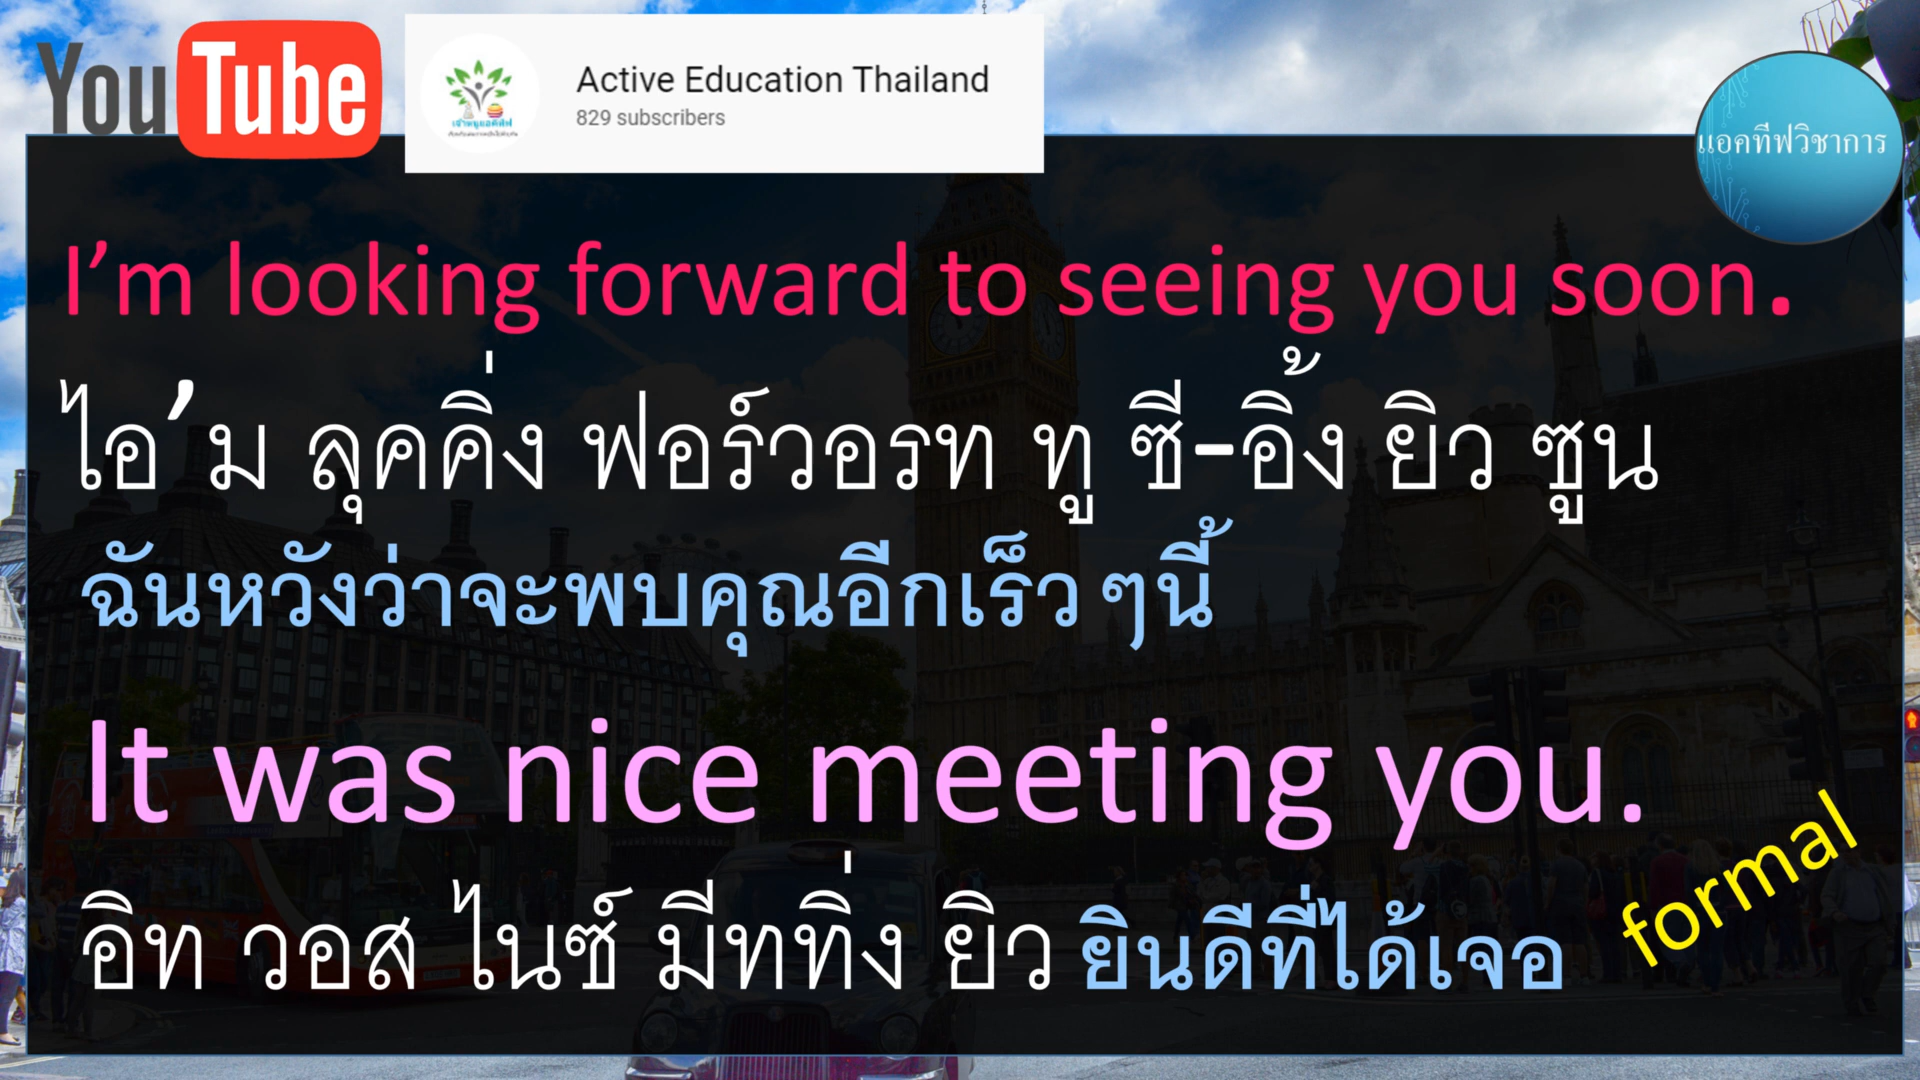 YouTube
Active Education Thailand
829 subscribers
แอคทีฟวิชาการ
I’m looking forward to seeing you soon.
ไอ’ม ลุคคิ่ง ฟอร์วอรท ทู ซี-อิ้ง ยิว ซูน
ฉันหวังว่าจะพบคุณอีกเร็วๆนี้
It was nice meeting you.
formal
อิท วอส ไนซ์ มีททิ่ง ยิว ยินดีที่ได้เจอ